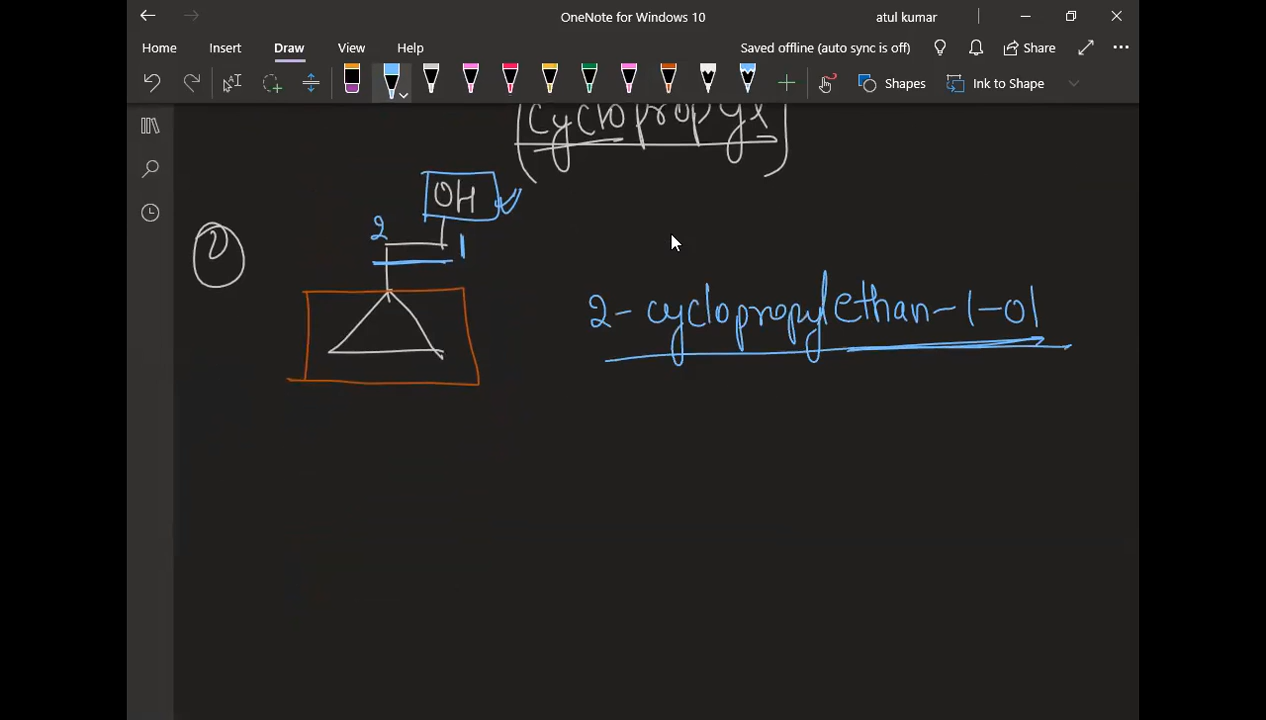 OneNote for Windows 10
atul kumar
Home Insert Draw View Help
Saved offline (auto sync is off)
Share
Shapes
Ink to Shape
(cyclopropyl)
OH
2
1
2
2-cyclopropylethan-1-ol